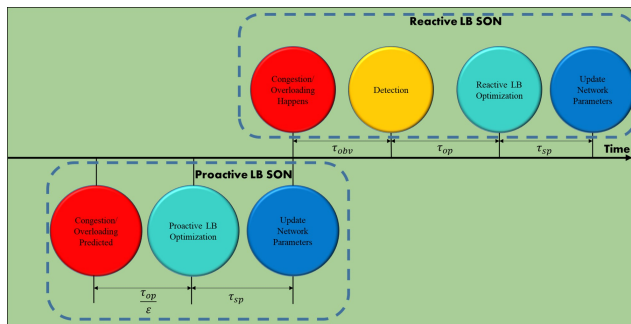 Reactive LB SON
Congestion/
Overloading
Happens
Detection
Reactive LB
Optimization
Update
Network
Parameters
τobv
τop
τsp
Time
Proactive LB SON
Congestion/
Overloading
Predicted
Proactive LB
Optimization
Update
Network
Parameters
τop
ε
τsp